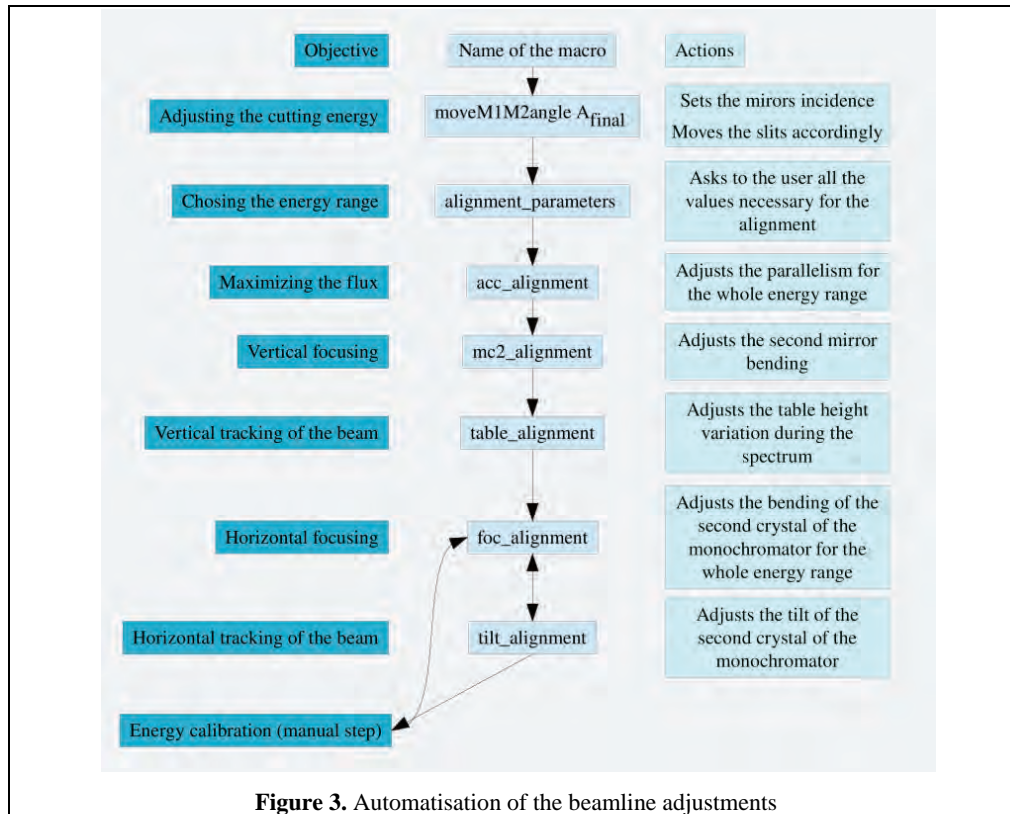 Objective
Name of the macro
Actions
Adjusting the cutting energy
moveM1M2angle Afinal
Sets the mirors incidence
Moves the slits accordingly
Chosing the energy range
alignment_parameters
Asks to the user all the
values necessary for the
alignment
Maximizing the flux
acc_alignment
Adjusts the parallelism for
the whole energy range
Vertical focusing
mc2_alignment
Adjusts the second mirror
bending
Vertical tracking of the beam
table_alignment
Adjusts the table height
variation during the
spectrum
Horizontal focusing
foc_alignment
Adjusts the bending of the
second crystal of the
monochromator for the
whole energy range
Horizontal tracking of the beam
tilt_alignment
Adjusts the tilt of the
second crystal of the
monochromator
Energy calibration (manual step)
Figure 3. Automatisation of the beamline adjustments